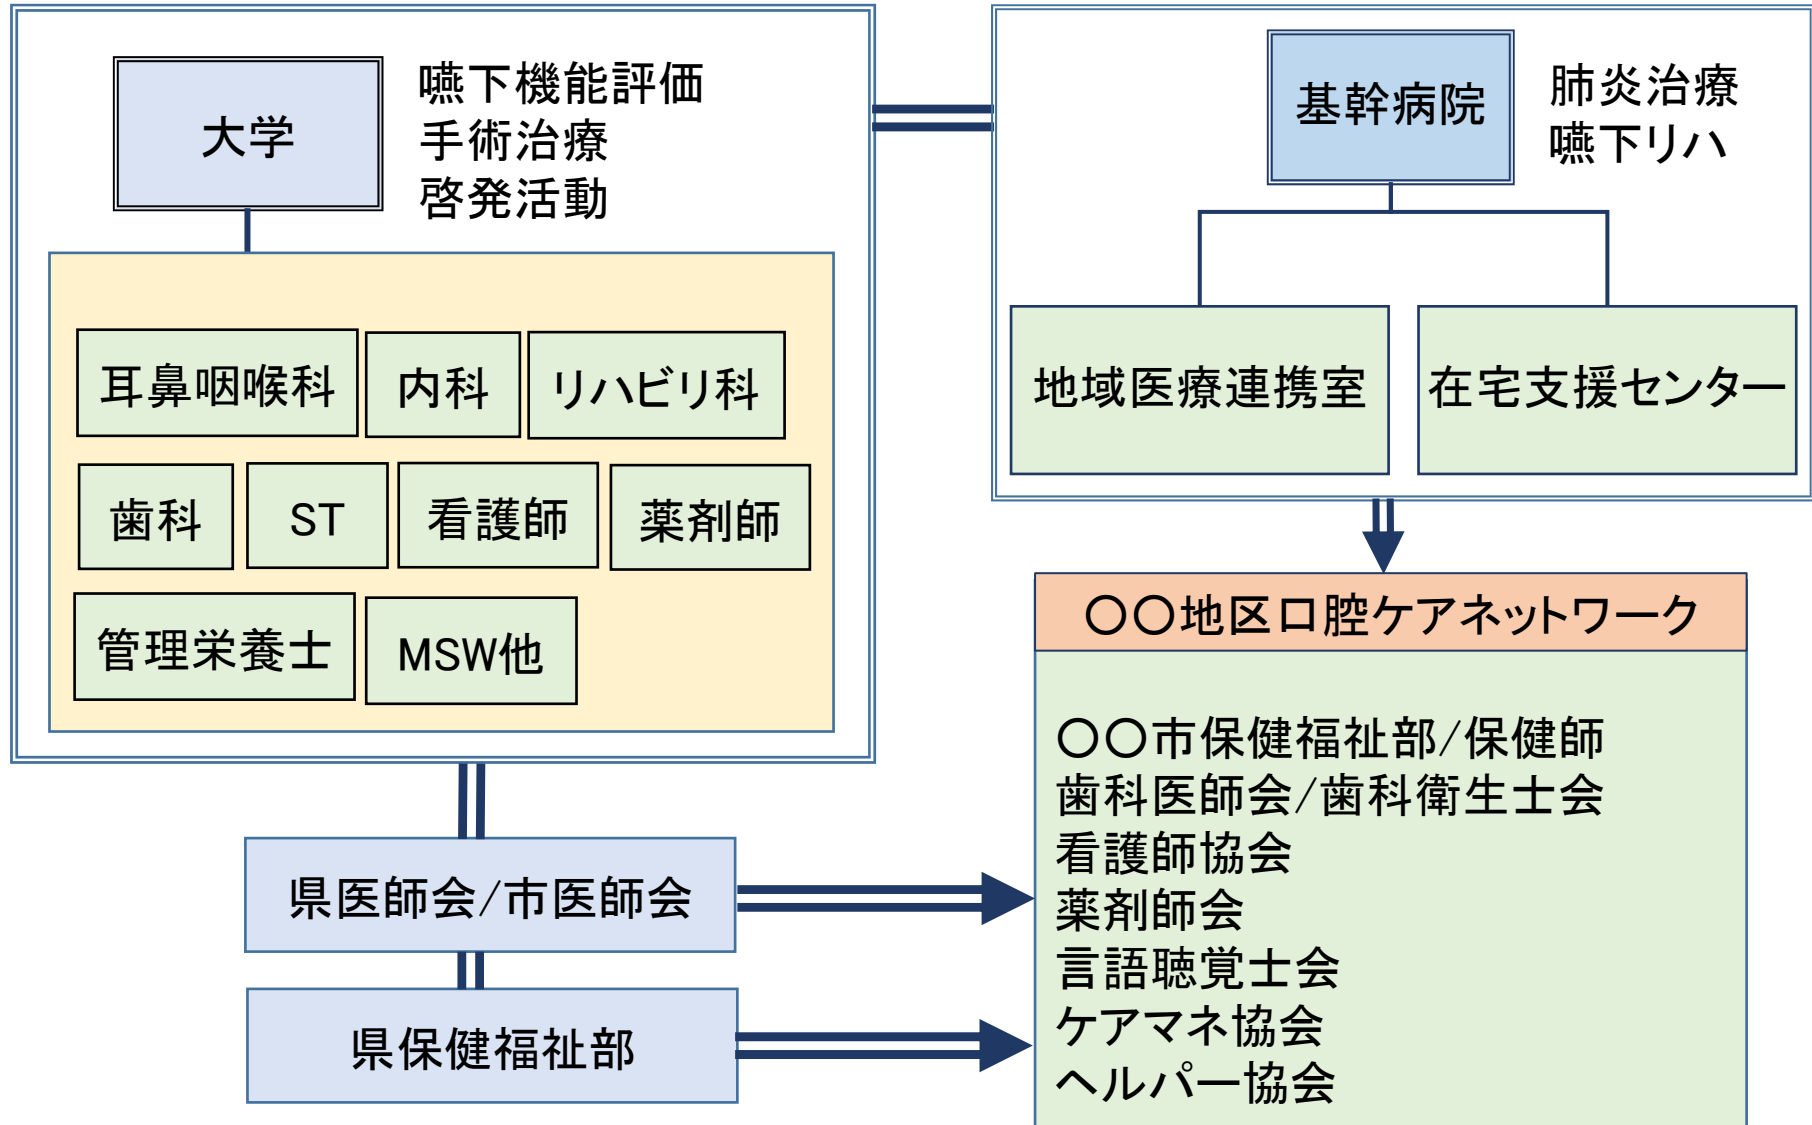 大学
嚥下機能評価
手術治療
啓発活動
耳鼻咽喉科
内科
リハビリ科
歯科
ST
看護師
薬剤師
管理栄養士
MSW他
基幹病院
肺炎治療
嚥下リハ
地域医療連携室
在宅支援センター
県医師会/市医師会
県保健福祉部
〇〇地区口腔ケアネットワーク
〇〇市保健福祉部/保健師
歯科医師会/歯科衛生士会
看護師協会
薬剤師会
言語聴覚士会
ケアマネ協会
ヘルパー協会